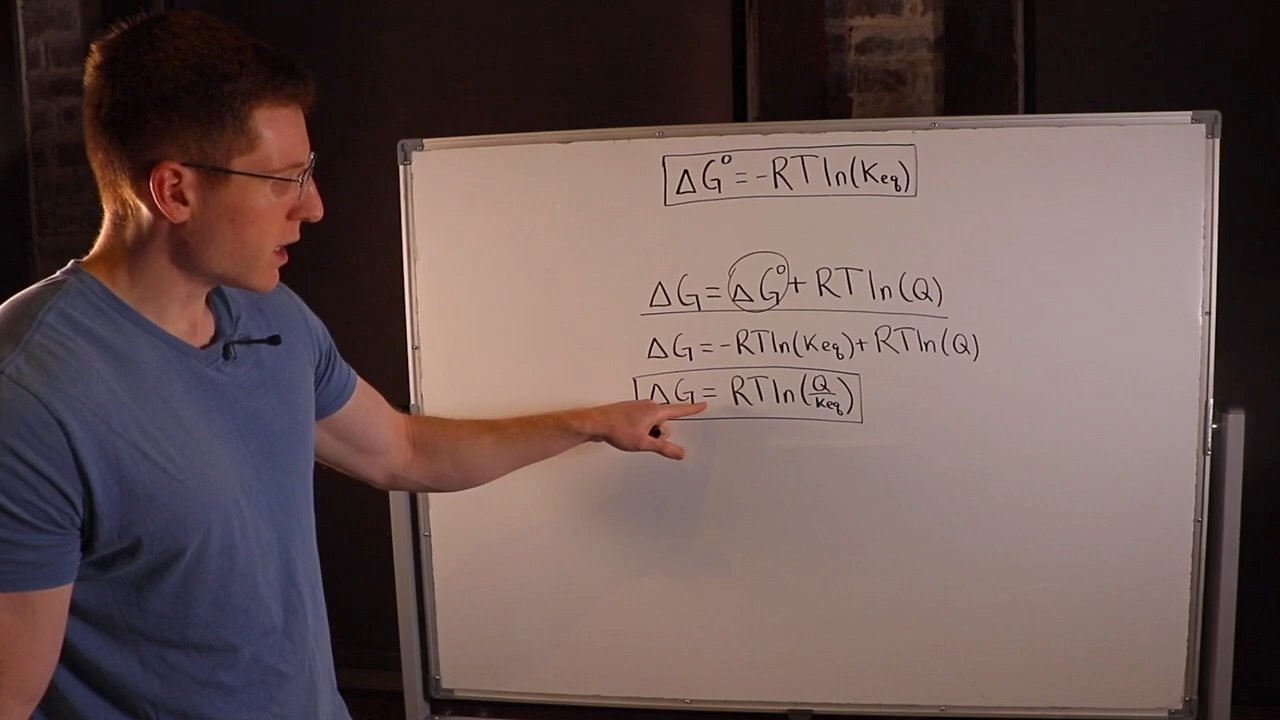 ΔG° = -RTln(Keq)
ΔG = ΔG° + RTln(Q)
ΔG = -RTln(Keq) + RTln(Q)
ΔG = RTln(Q/Keq)